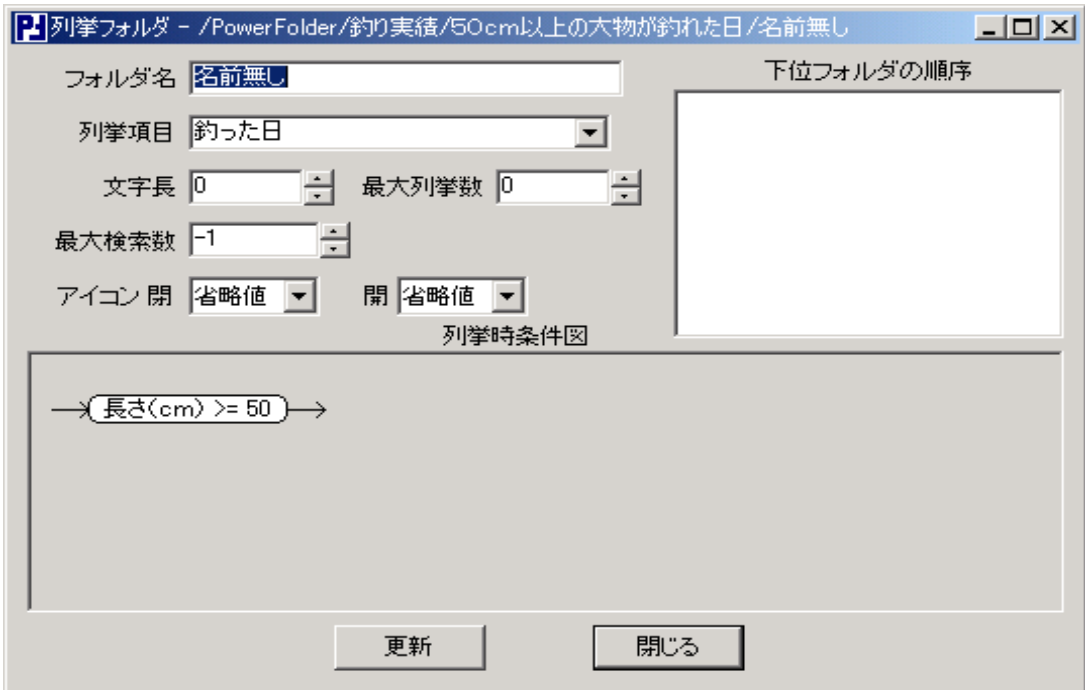 列挙フォルダ - /PowerFolder/釣り実績/50cm以上の大物が釣れた日/名前無し
フォルダ名 名前無し
下位フォルダの順序
列挙項目 釣った日
文字長 0 最大列挙数 0
最大検索数 -1
アイコン 閉 省略値 開 省略値
列挙時条件図
長さ(cm) >= 50
更新 閉じる